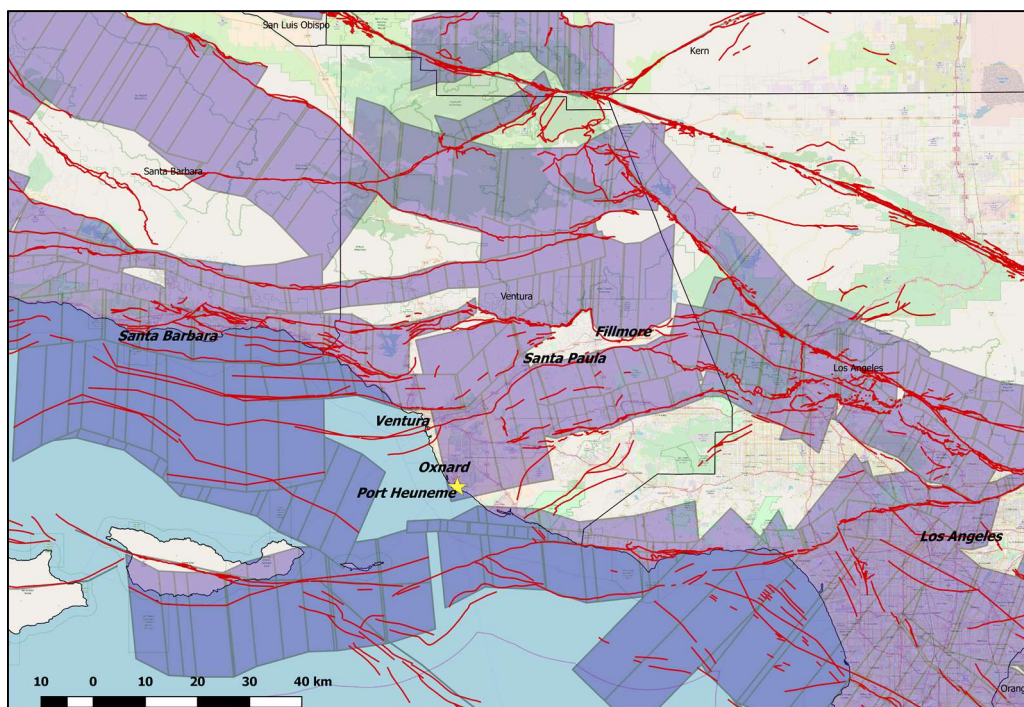 San Luis Obispo
Kern
Santa Barbara
Ventura
Santa Barbara
Fillmore
Santa Paula
Los Angeles
Ventura
Oxnard
Port Heuneme
Los Angeles
10 0 10 20 30 40 km
Orang